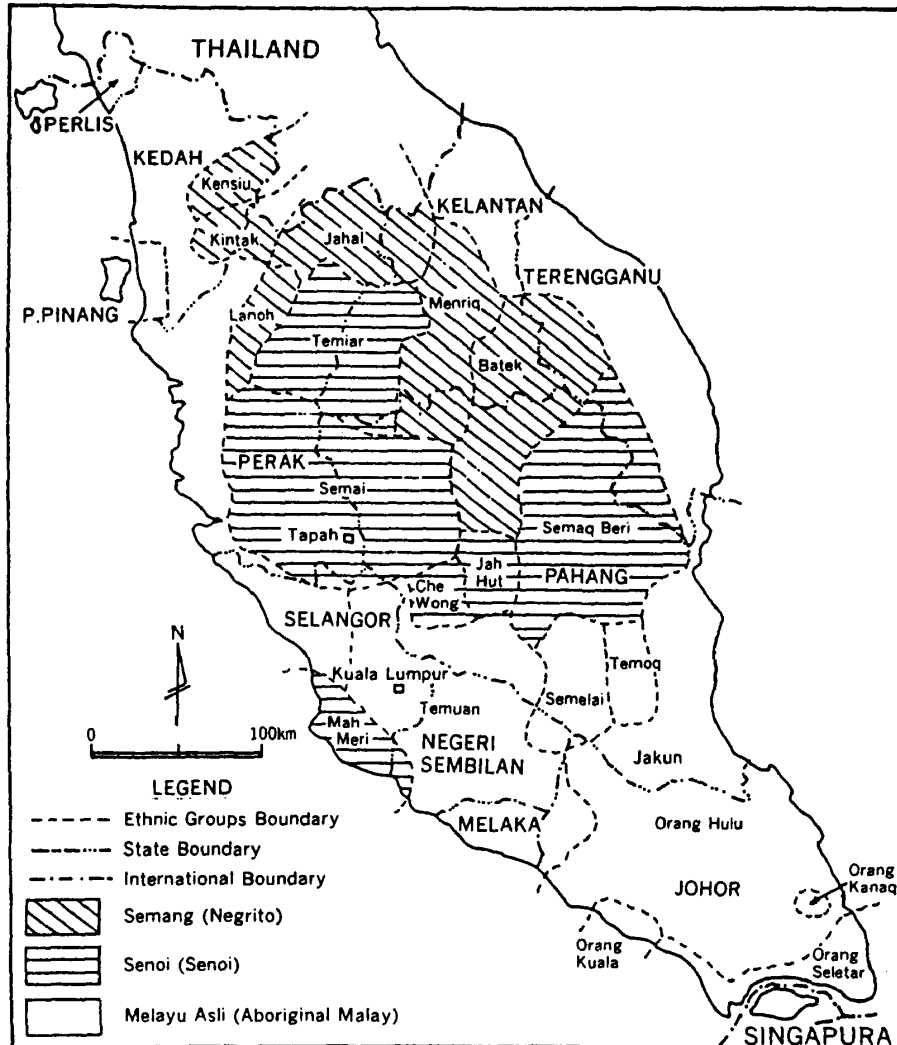 THAILAND
PERLIS
KEDAH
Kensiu
KELANTAN
Kintak
Jahai
TERENGGANU
P.PINANG
Lanoh
Menriq
Temiar
Batek
PERAK
Semai
Tapah
Semaq Beri
Jah
Hut
PAHANG
Che
Wong
SELANGOR
N
Temoq
Kuala Lumpur
Semelai
Temuan
Mah
Meri
NEGERI
SEMBILAN
0 100km
Jakun
LEGEND
Ethnic Groups Boundary
State Boundary
International Boundary
MELAKA
Orang Hulu
Orang
Kanaq
JOHOR
Semang (Negrito)
Orang
Kuala
Orang
Seletar
Senoi (Senoi)
Melayu Asli (Aboriginal Malay)
SINGAPURA